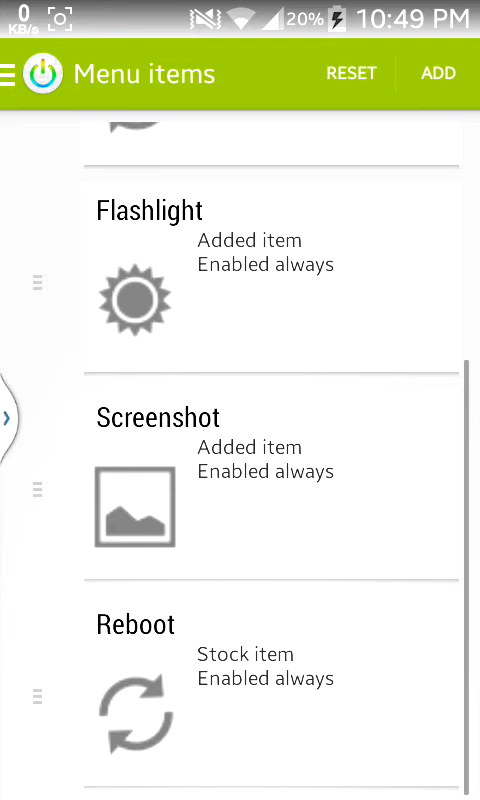 0
KB/s
20%
10:49 PM
Menu items
RESET
ADD
Flashlight
Added item
Enabled always
Screenshot
Added item
Enabled always
Reboot
Stock item
Enabled always